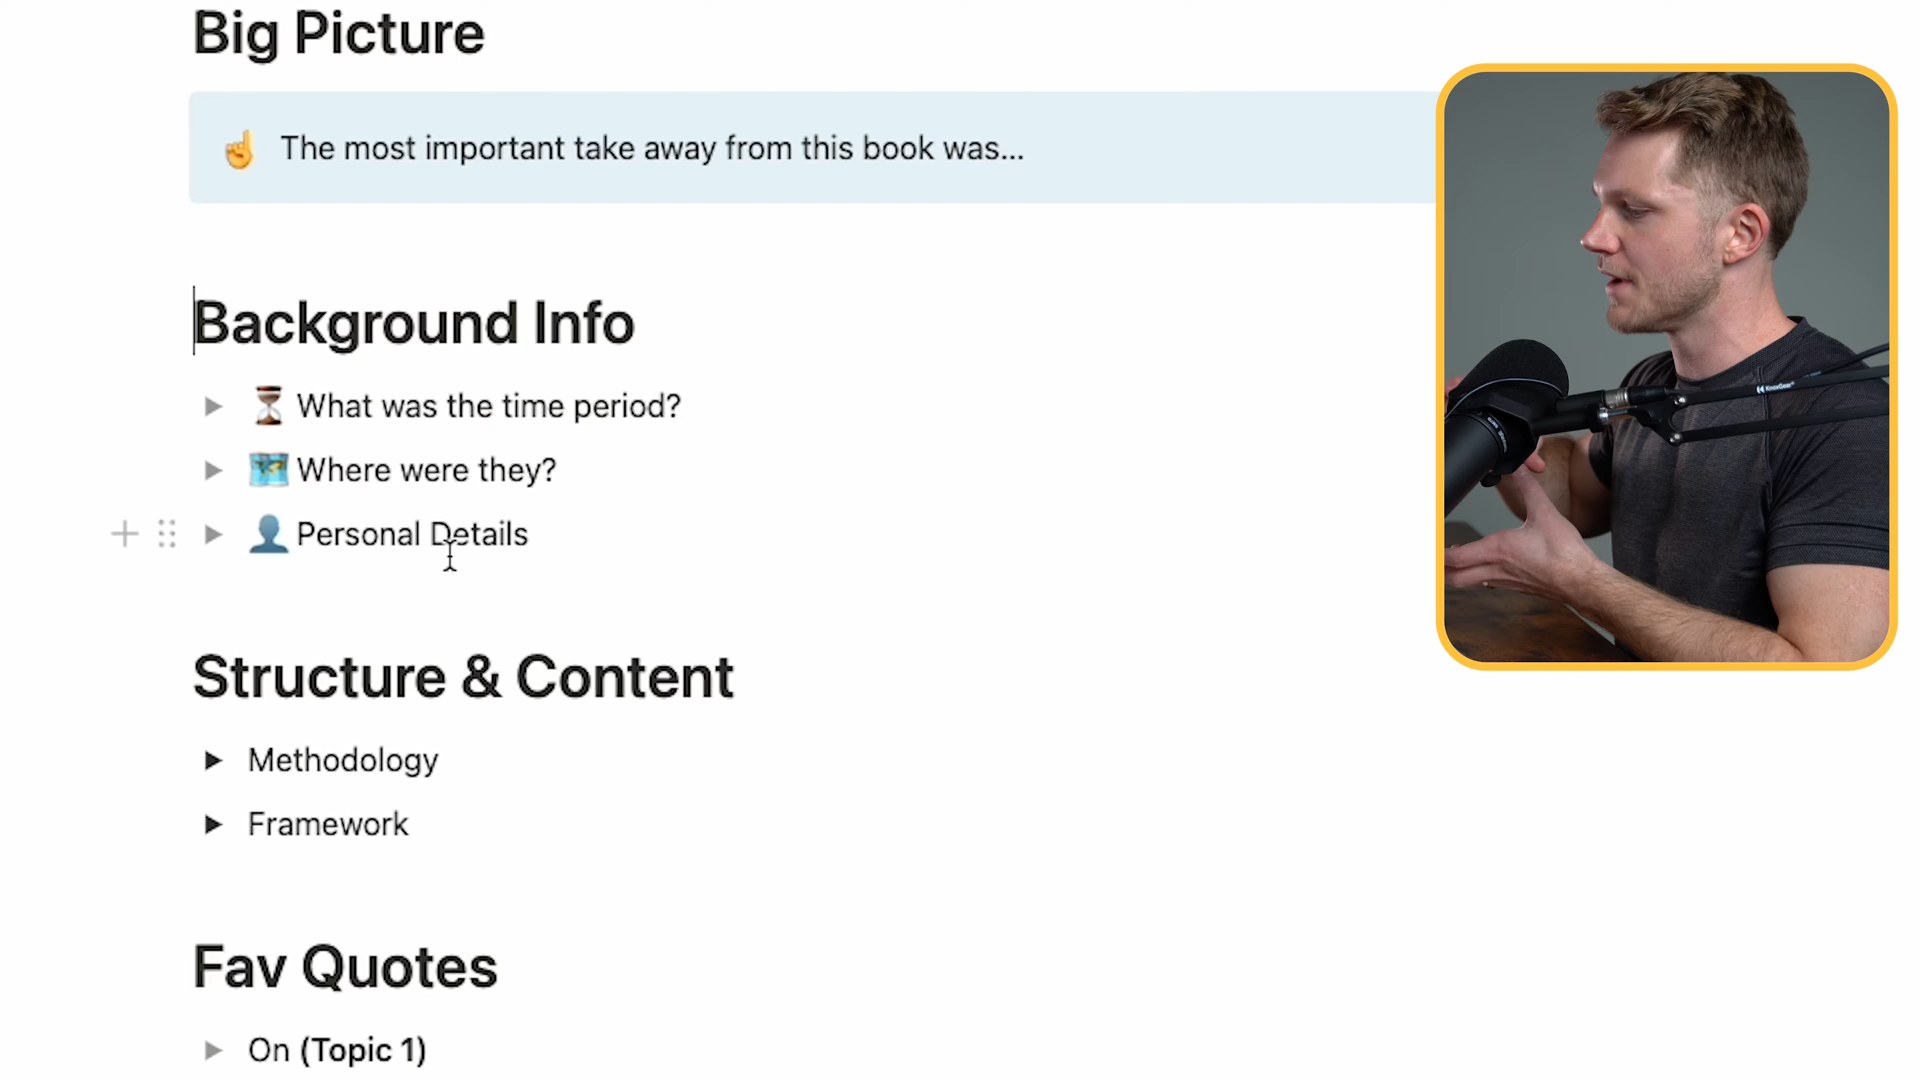 Big Picture
☝️ The most important take away from this book was...
Background Info
⏳ What was the time period?
🗺️ Where were they?
👤 Personal Details
Structure & Content
Methodology
Framework
Fav Quotes
On (Topic 1)
KnoxGear